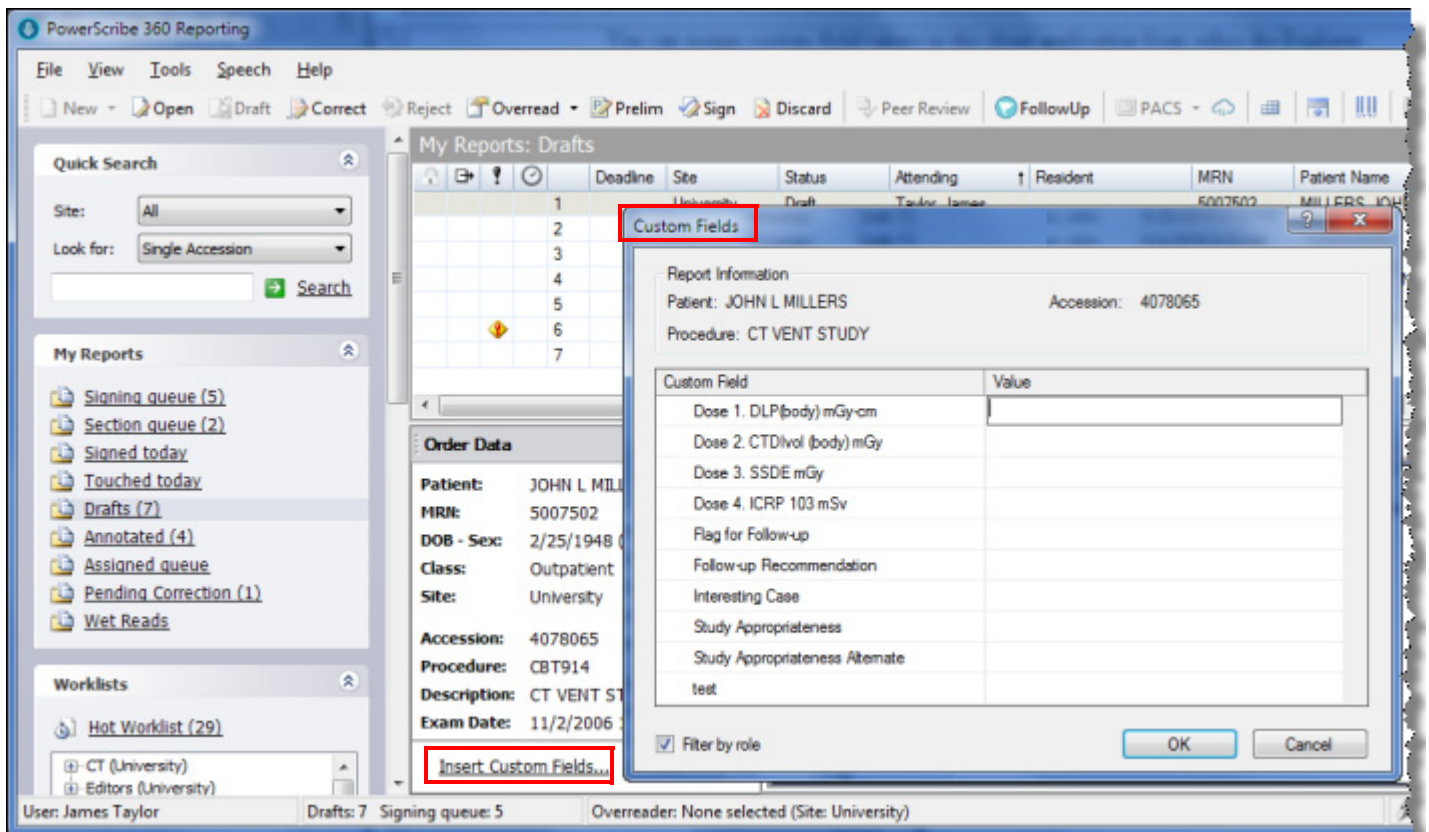 PowerScribe 360 Reporting
File View Tools Speech Help
New Open Draft Correct Reject Overread Prelim Sign Discard Peer Review FollowUp PACS
Quick Search
Site: All
Look for: Single Accession
Search
My Reports
Signing queue (5)
Section queue (2)
Signed today
Touched today
Drafts (7)
Annotated (4)
Assigned queue
Pending Correction (1)
Wet Reads
Worklists
Hot Worklist (29)
CT (University)
Editors (University)
My Reports: Drafts
Deadline Site Status Attending Resident MRN Patient Name
1 University Draft Taylor, James 5007502 MILLERS, JOH
2
3
4
5
6
7
Order Data
Patient: JOHN L MILL
MRN: 5007502
DOB - Sex: 2/25/1948 (
Class: Outpatient
Site: University
Accession: 4078065
Procedure: CBT914
Description: CT VENT ST
Exam Date: 11/2/2006 1
Insert Custom Fields...
Custom Fields
Report Information
Patient: JOHN L MILLERS Accession: 4078065
Procedure: CT VENT STUDY
Custom Field Value
Dose 1. DLP(body) mGy-cm
Dose 2. CTDIvol (body) mGy
Dose 3. SSDE mGy
Dose 4. ICRP 103 mSv
Flag for Follow-up
Follow-up Recommendation
Interesting Case
Study Appropriateness
Study Appropriateness Alternate
test
Filter by role OK Cancel
User: James Taylor Drafts: 7 Signing queue: 5 Overreader: None selected (Site: University)